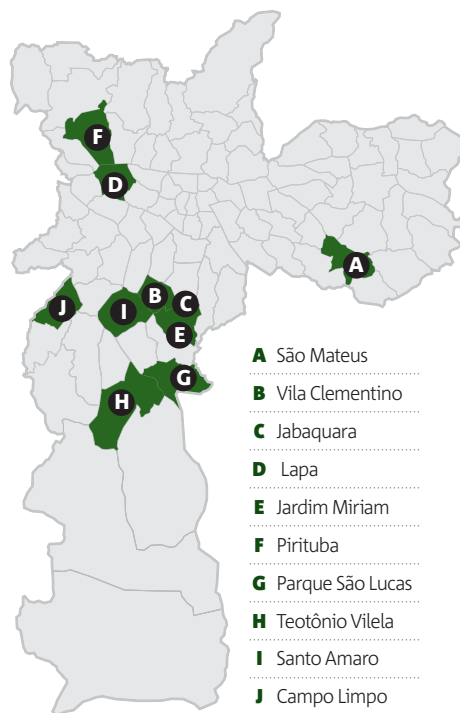 F
D
A
B
J
C
I
E
G
H
A São Mateus
B Vila Clementino
C Jabaquara
D Lapa
E Jardim Miriam
F Pirituba
G Parque São Lucas
H Teotônio Vilela
I Santo Amaro
J Campo Limpo